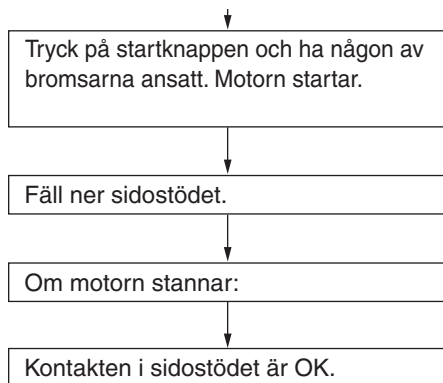 Tryck på startknappen och ha någon av
bromsarna ansatt. Motorn startar.
Fäll ner sidostödet.
Om motorn stannar:
Kontakten i sidostödet är OK.